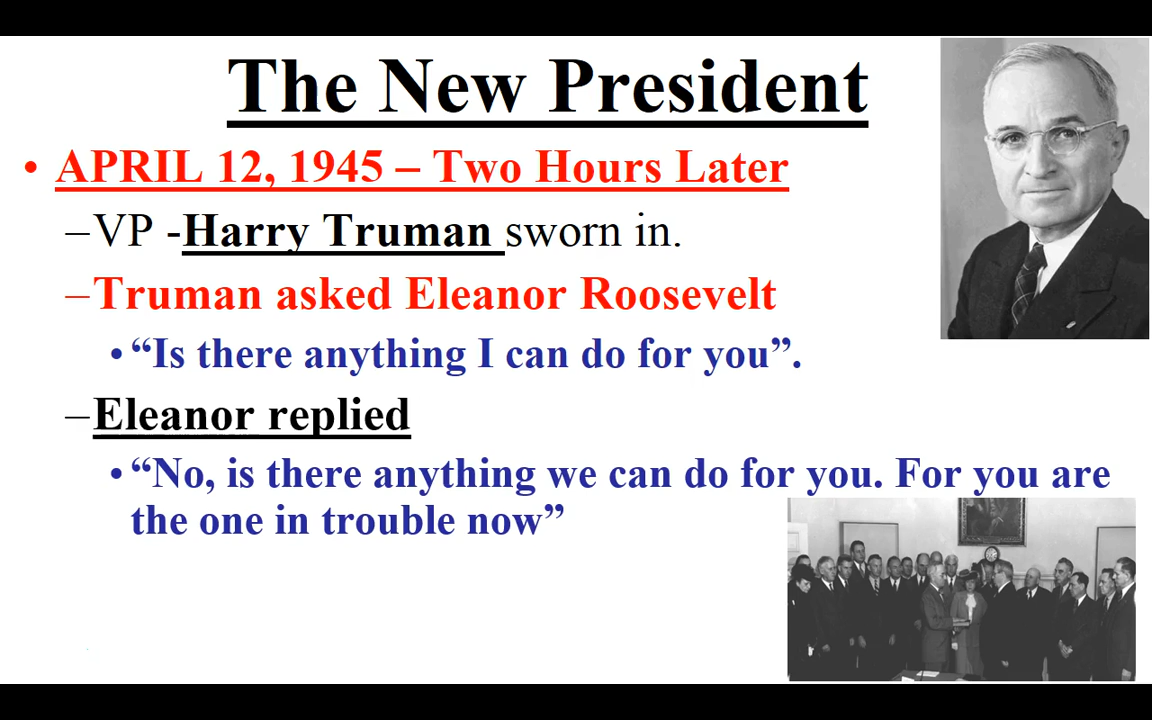 The New President
• APRIL 12, 1945 – Two Hours Later
–VP -Harry Truman sworn in.
–Truman asked Eleanor Roosevelt
• “Is there anything I can do for you”.
–Eleanor replied
• “No, is there anything we can do for you. For you are
the one in trouble now”